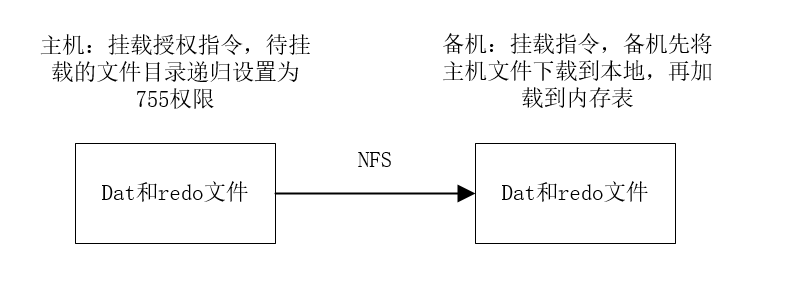 主机：挂载授权指令，待挂
载的文件目录递归设置为
755权限
备机：挂载指令，备机先将
主机文件下载到本地，再加
载到内存表
Dat和redo文件
NFS
Dat和redo文件